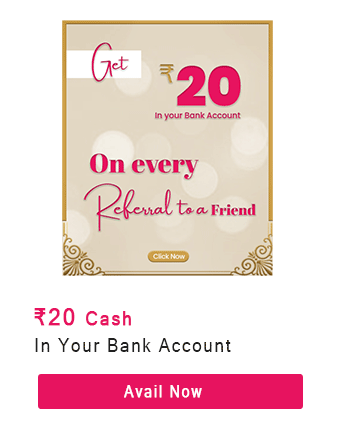 Get
₹20
In your Bank Account
On every
Referral to a Friend
Click Now
₹20 Cash
In Your Bank Account
Avail Now